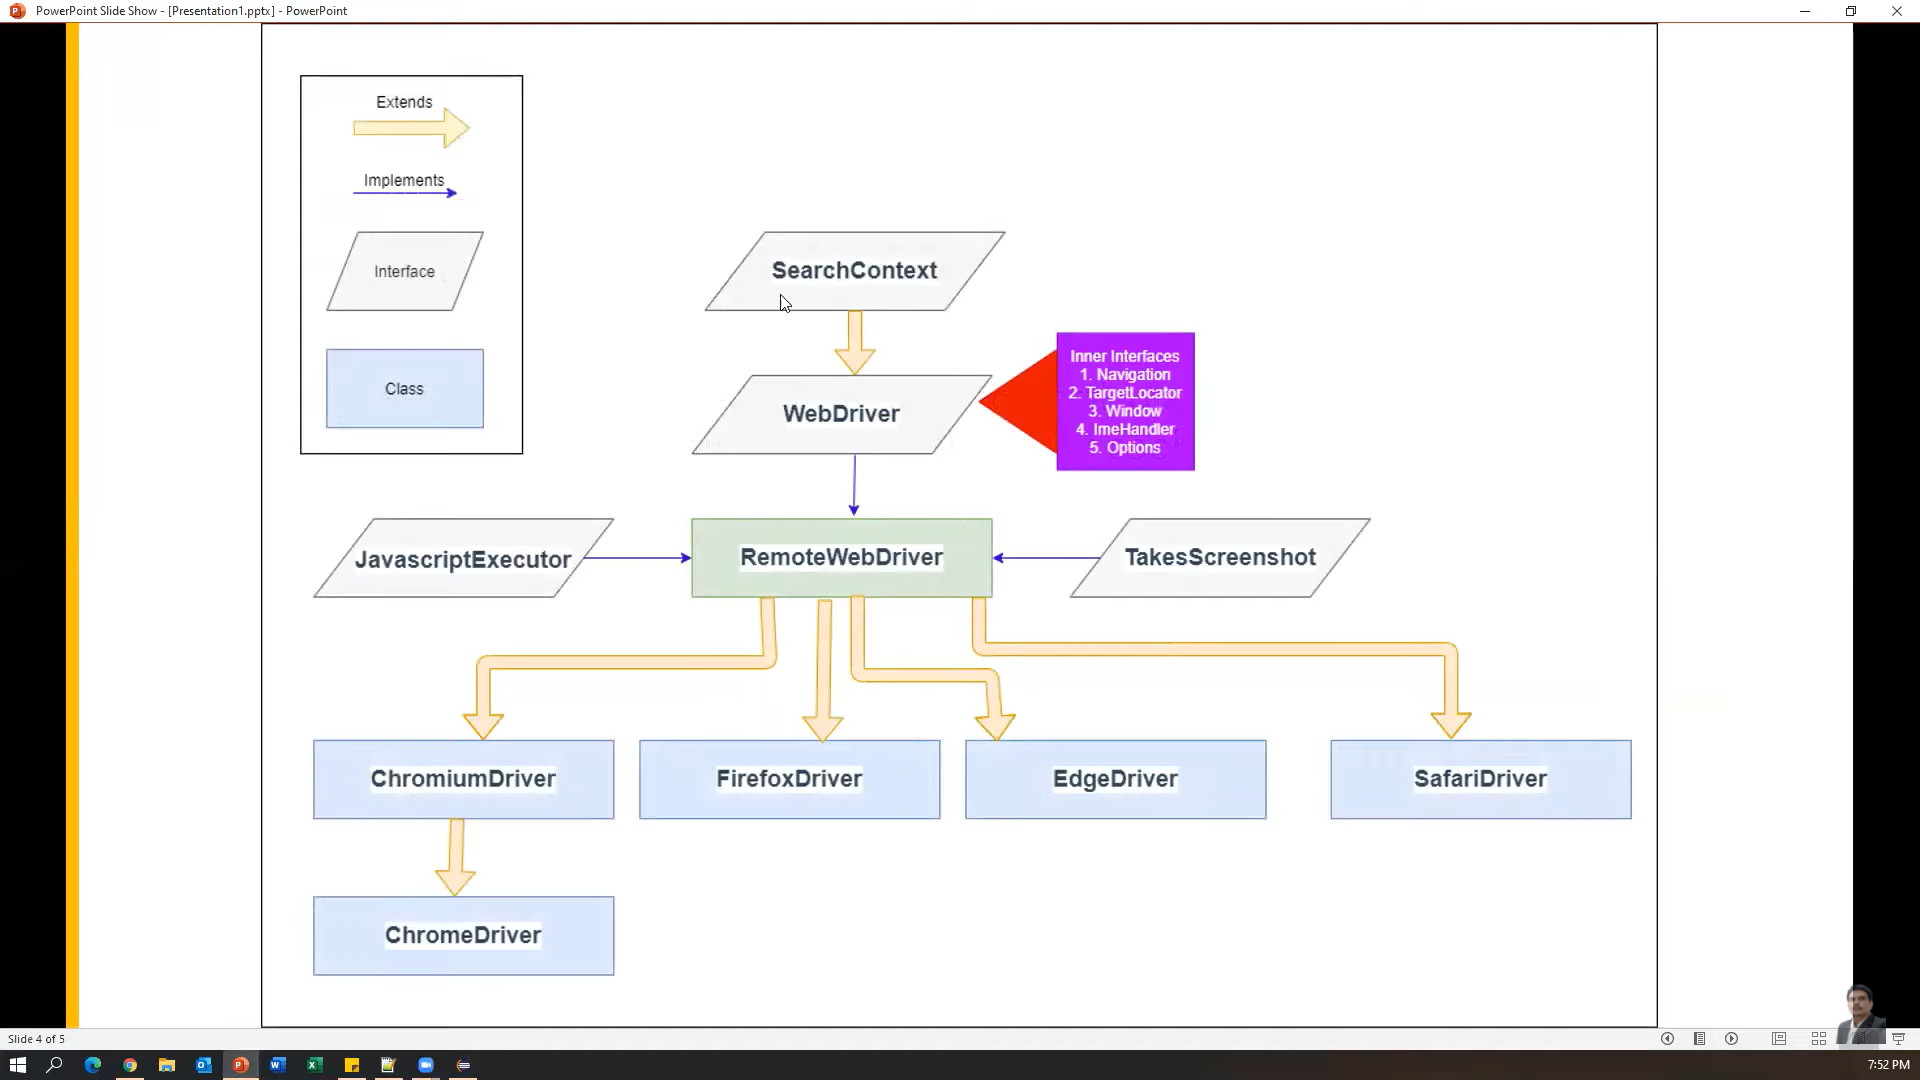 PowerPoint Slide Show - [Presentation1.pptx] - PowerPoint
Extends
Implements
Interface
Class
SearchContext
WebDriver
Inner Interfaces
1. Navigation
2. TargetLocator
3. Window
4. ImeHandler
5. Options
JavascriptExecutor
RemoteWebDriver
TakesScreenshot
ChromiumDriver
FirefoxDriver
EdgeDriver
SafariDriver
ChromeDriver
Slide 4 of 5
7:52 PM